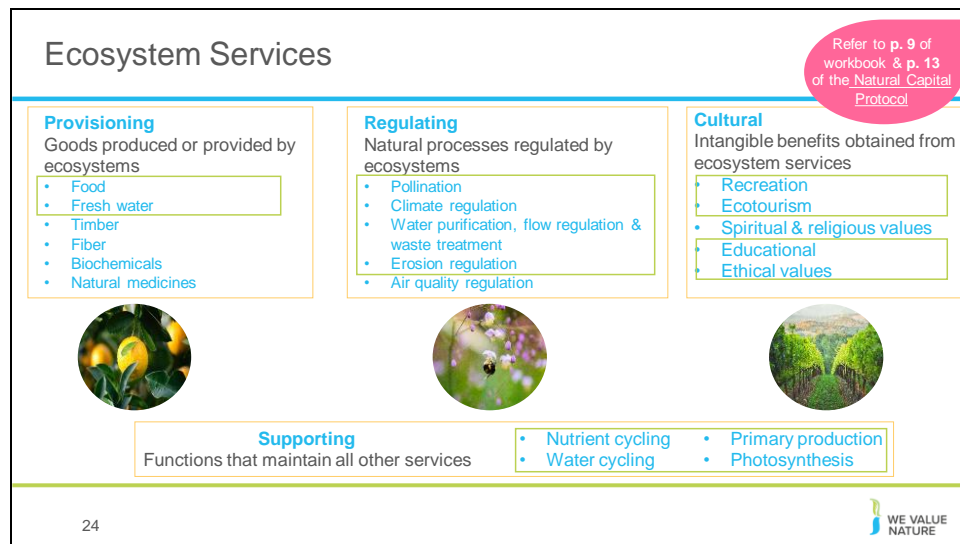 Ecosystem Services
Refer to p. 9 of
workbook & p. 13
of the Natural Capital
Protocol
Provisioning
Goods produced or provided by
ecosystems
• Food
• Fresh water
• Timber
• Fiber
• Biochemicals
• Natural medicines
Regulating
Natural processes regulated by
ecosystems
• Pollination
• Climate regulation
• Water purification, flow regulation &
waste treatment
• Erosion regulation
• Air quality regulation
Cultural
Intangible benefits obtained from
ecosystem services
• Recreation
• Ecotourism
• Spiritual & religious values
• Educational
• Ethical values
Supporting
Functions that maintain all other services
• Nutrient cycling
• Water cycling
• Primary production
• Photosynthesis
24
WE VALUE
NATURE